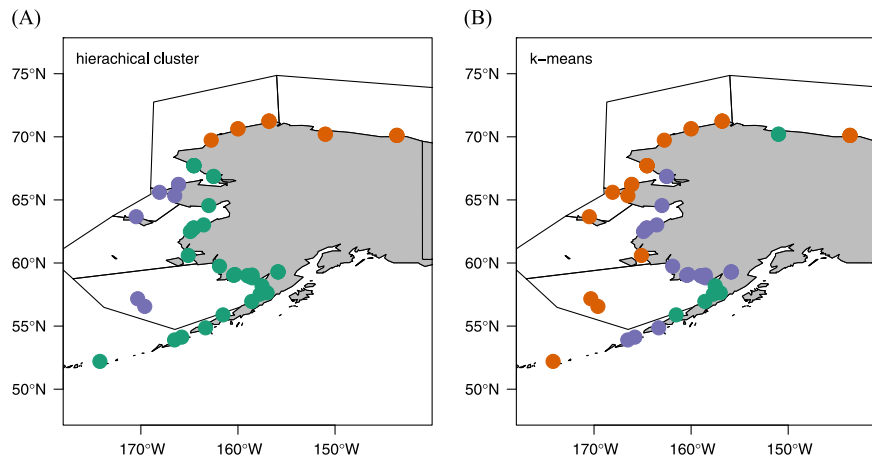 (A)
(B)
hierachical cluster
k−means
75°N
70°N
65°N
60°N
55°N
50°N
170°W
160°W
150°W
75°N
70°N
65°N
60°N
55°N
50°N
170°W
160°W
150°W